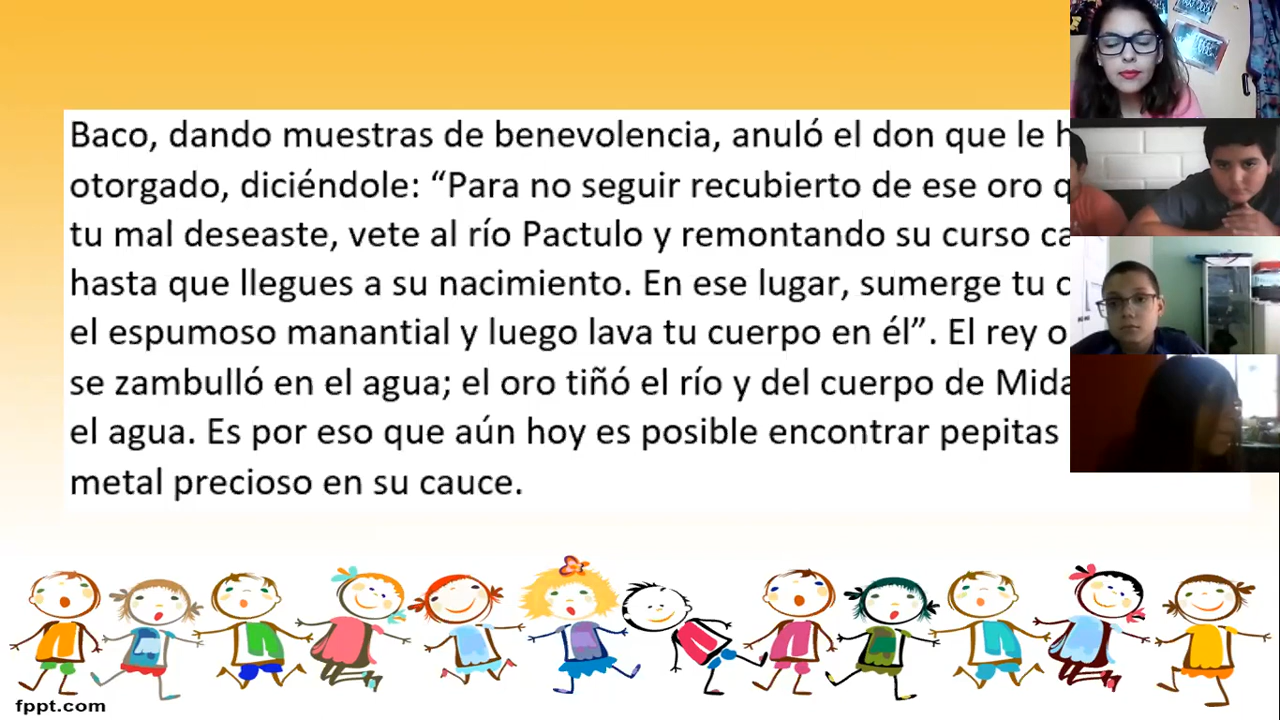 Baco, dando muestras de benevolencia, anuló el don que le
otorgado, diciéndole: “Para no seguir recubierto de ese oro
tu mal deseaste, vete al río Pactulo y remontando su curso
hasta que llegues a su nacimiento. En ese lugar, sumerge tu
el espumoso manantial y luego lava tu cuerpo en él”. El rey
se zambulló en el agua; el oro tiñó el río y del cuerpo de
el agua. Es por eso que aún hoy es posible encontrar pepitas
metal precioso en su cauce.
fppt.com